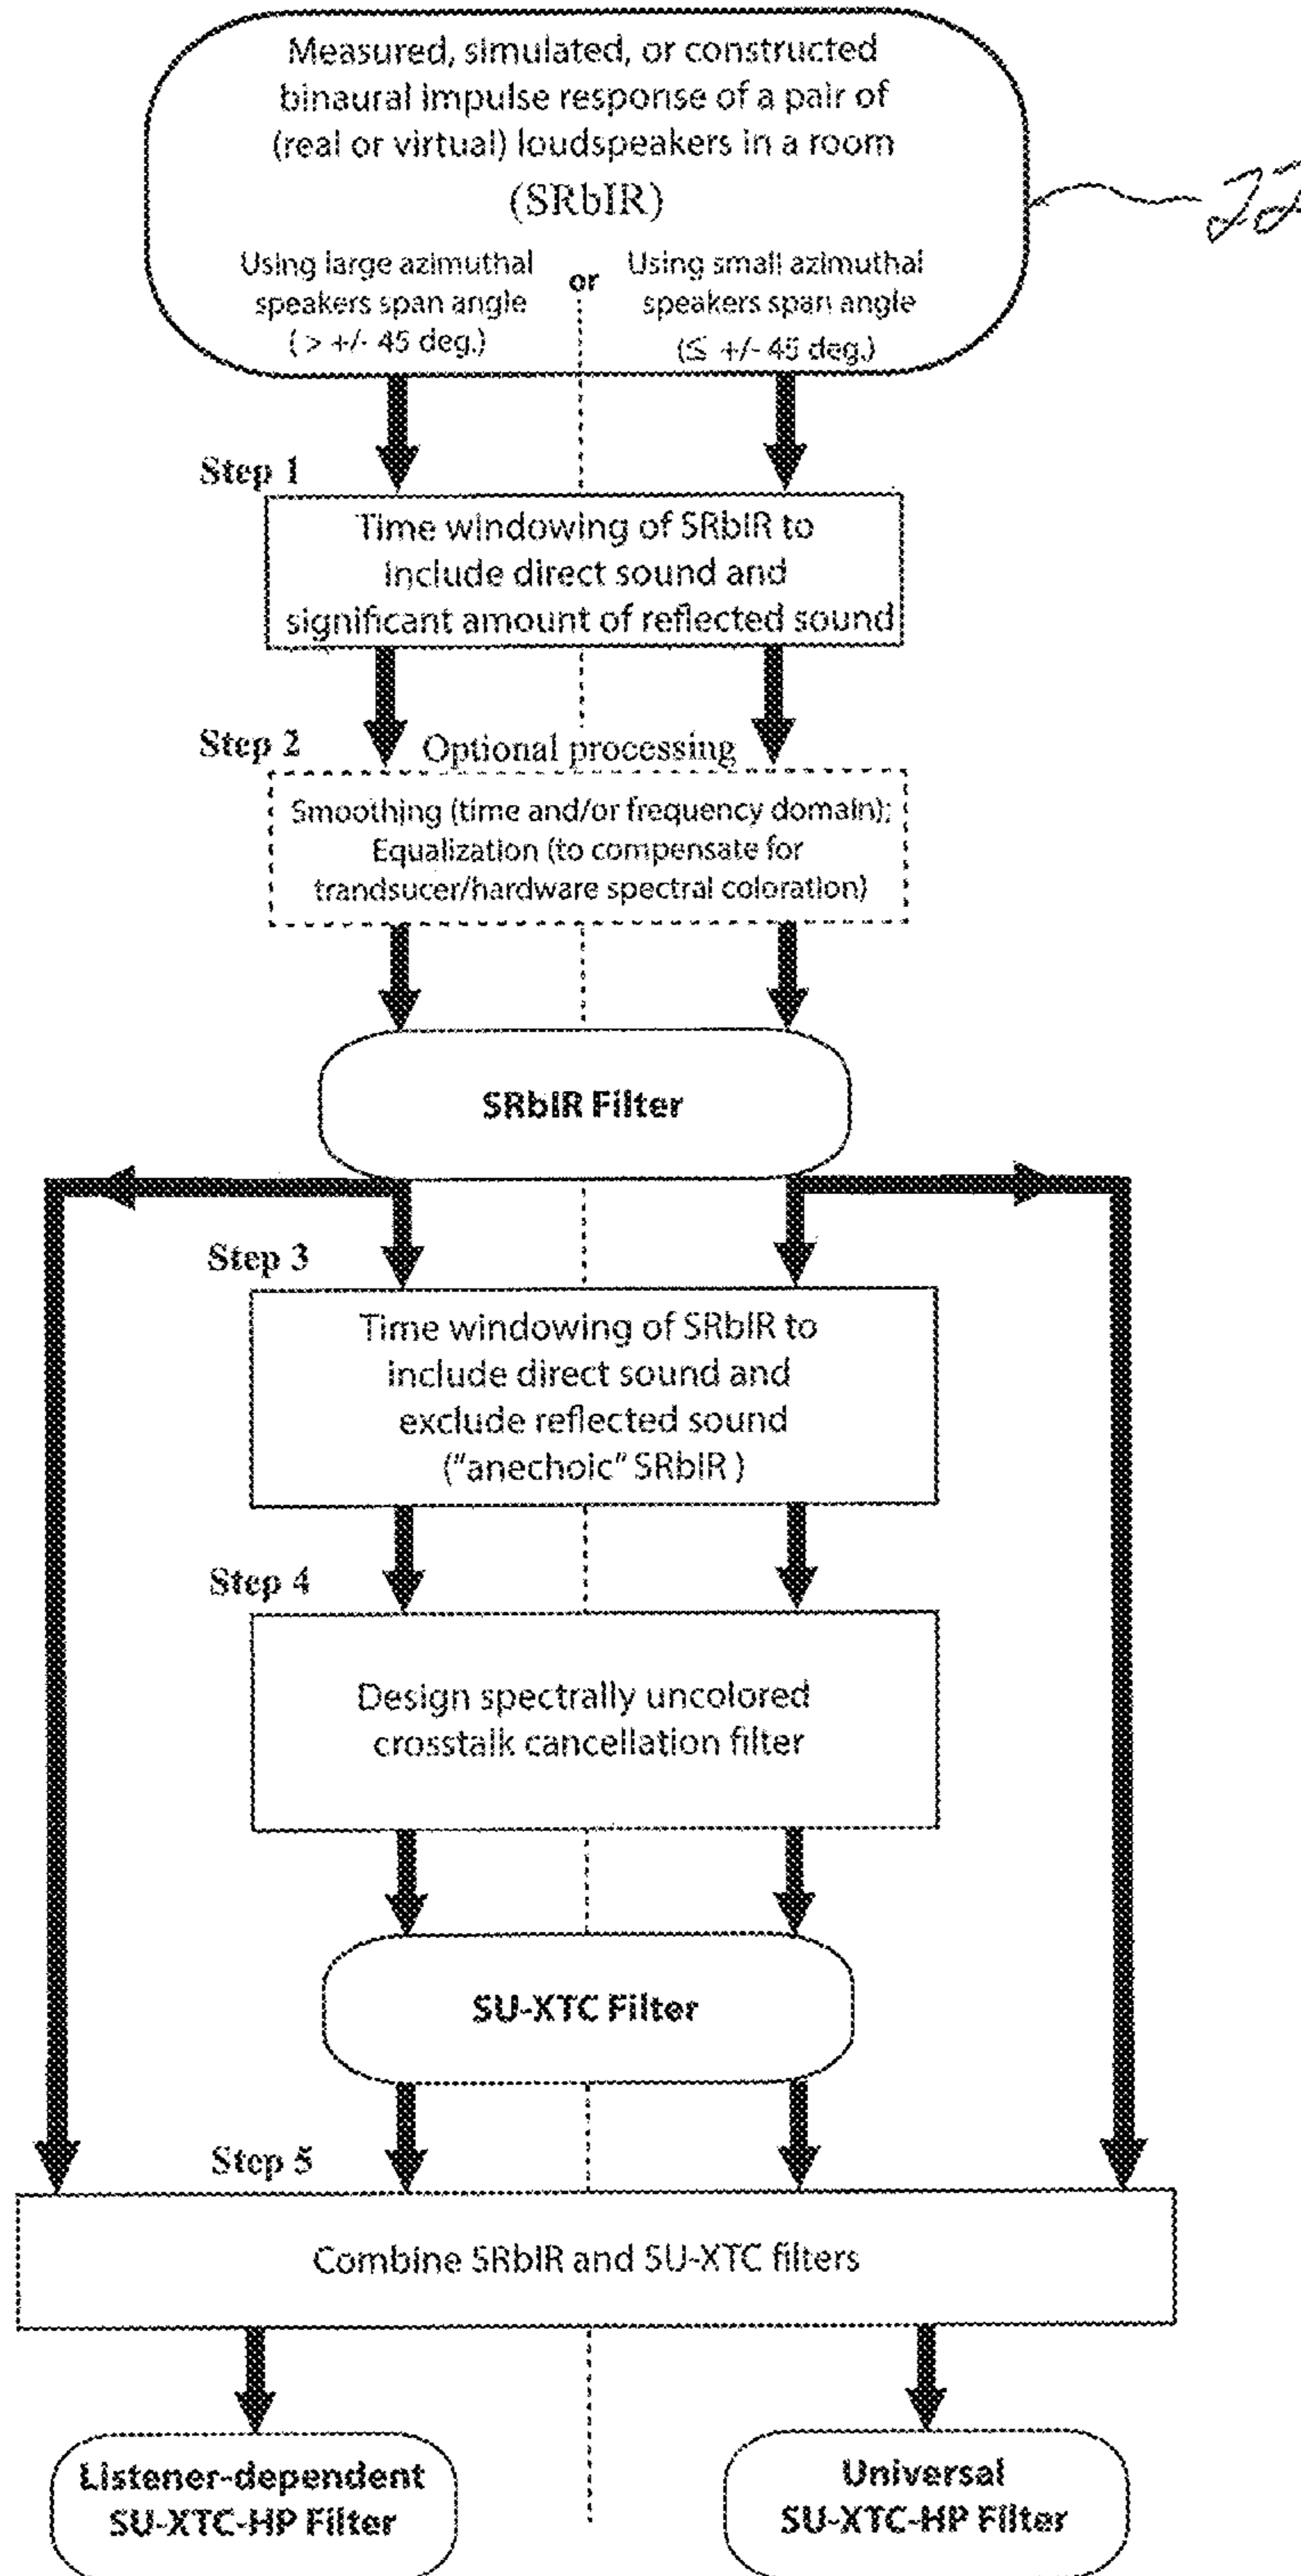 Measured, simulated, or constructed
binaural impulse response of a pair of
(real or virtual) loudspeakers in a room
(SRbIR)
Using large azimuthal
speakers span angle
( > +/- 45 deg.)
or
Using small azimuthal
speakers span angle
(≤ +/- 45 deg.)
22
Step 1
Time windowing of SRbIR to
include direct sound and
significant amount of reflected sound
Step 2
Optional processing
Smoothing (time and/or frequency domain);
Equalization (to compensate for
trandsucer/hardware spectral coloration)
SRbIR Filter
Step 3
Time windowing of SRbIR to
include direct sound and
exclude reflected sound
("anechoic" SRbIR )
Step 4
Design spectrally uncolored
crosstalk cancellation filter
SU-XTC Filter
Step 5
Combine SRbIR and SU-XTC filters
Listener-dependent
SU-XTC-HP Filter
Universal
SU-XTC-HP Filter